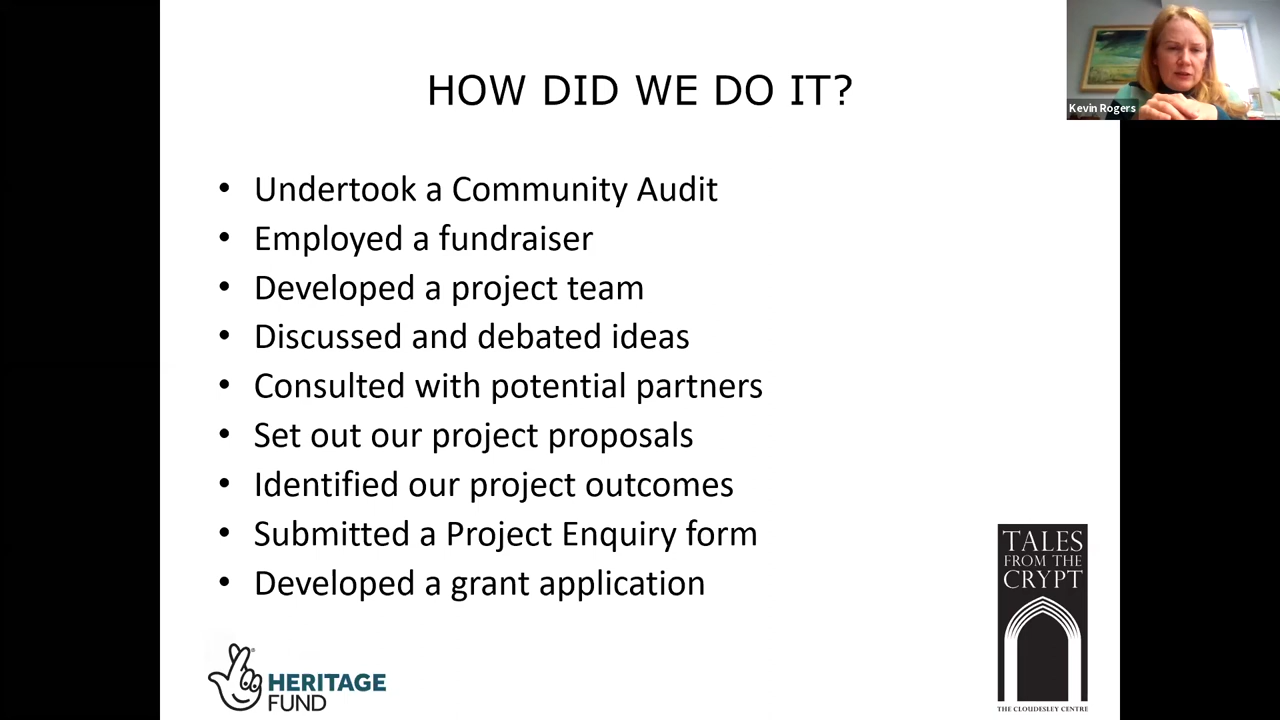 HOW DID WE DO IT?
Kevin Rogers
• Undertook a Community Audit
• Employed a fundraiser
• Developed a project team
• Discussed and debated ideas
• Consulted with potential partners
• Set out our project proposals
• Identified our project outcomes
• Submitted a Project Enquiry form
• Developed a grant application
TALES
FROM THE
CRYPT
THE CLOUDESLEY CENTRE
HERITAGE
FUND